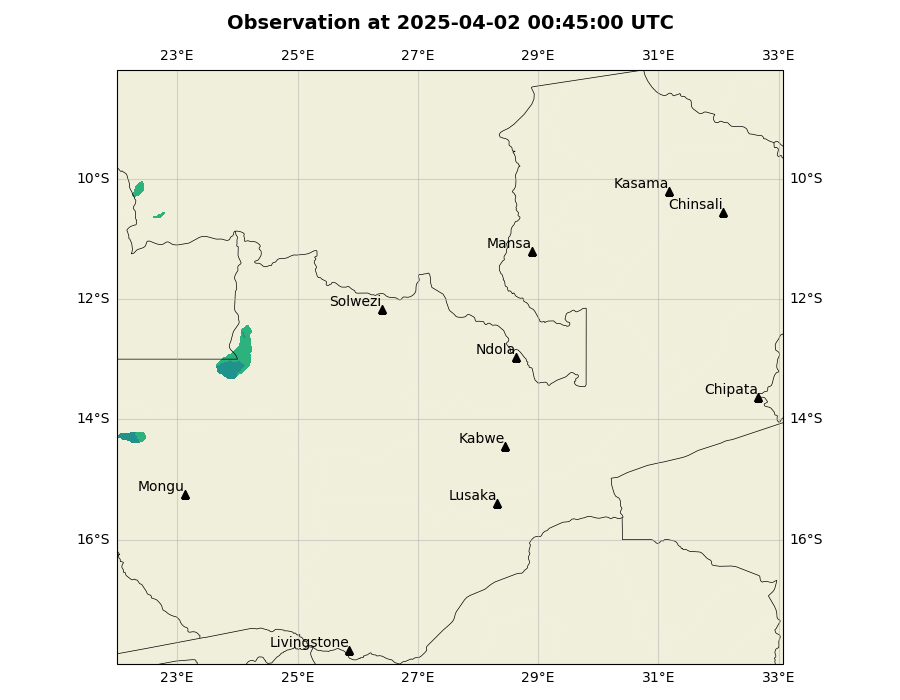 Observation at 2025-04-02 00:45:00 UTC
23°E 25°E 27°E 29°E 31°E 33°E
10°S 10°S
Kasama
Chinsali
Mansa
12°S 12°S
Solwezi
Ndola
Chipata
14°S 14°S
Kabwe
Mongu
Lusaka
16°S 16°S
Livingstone
23°E 25°E 27°E 29°E 31°E 33°E